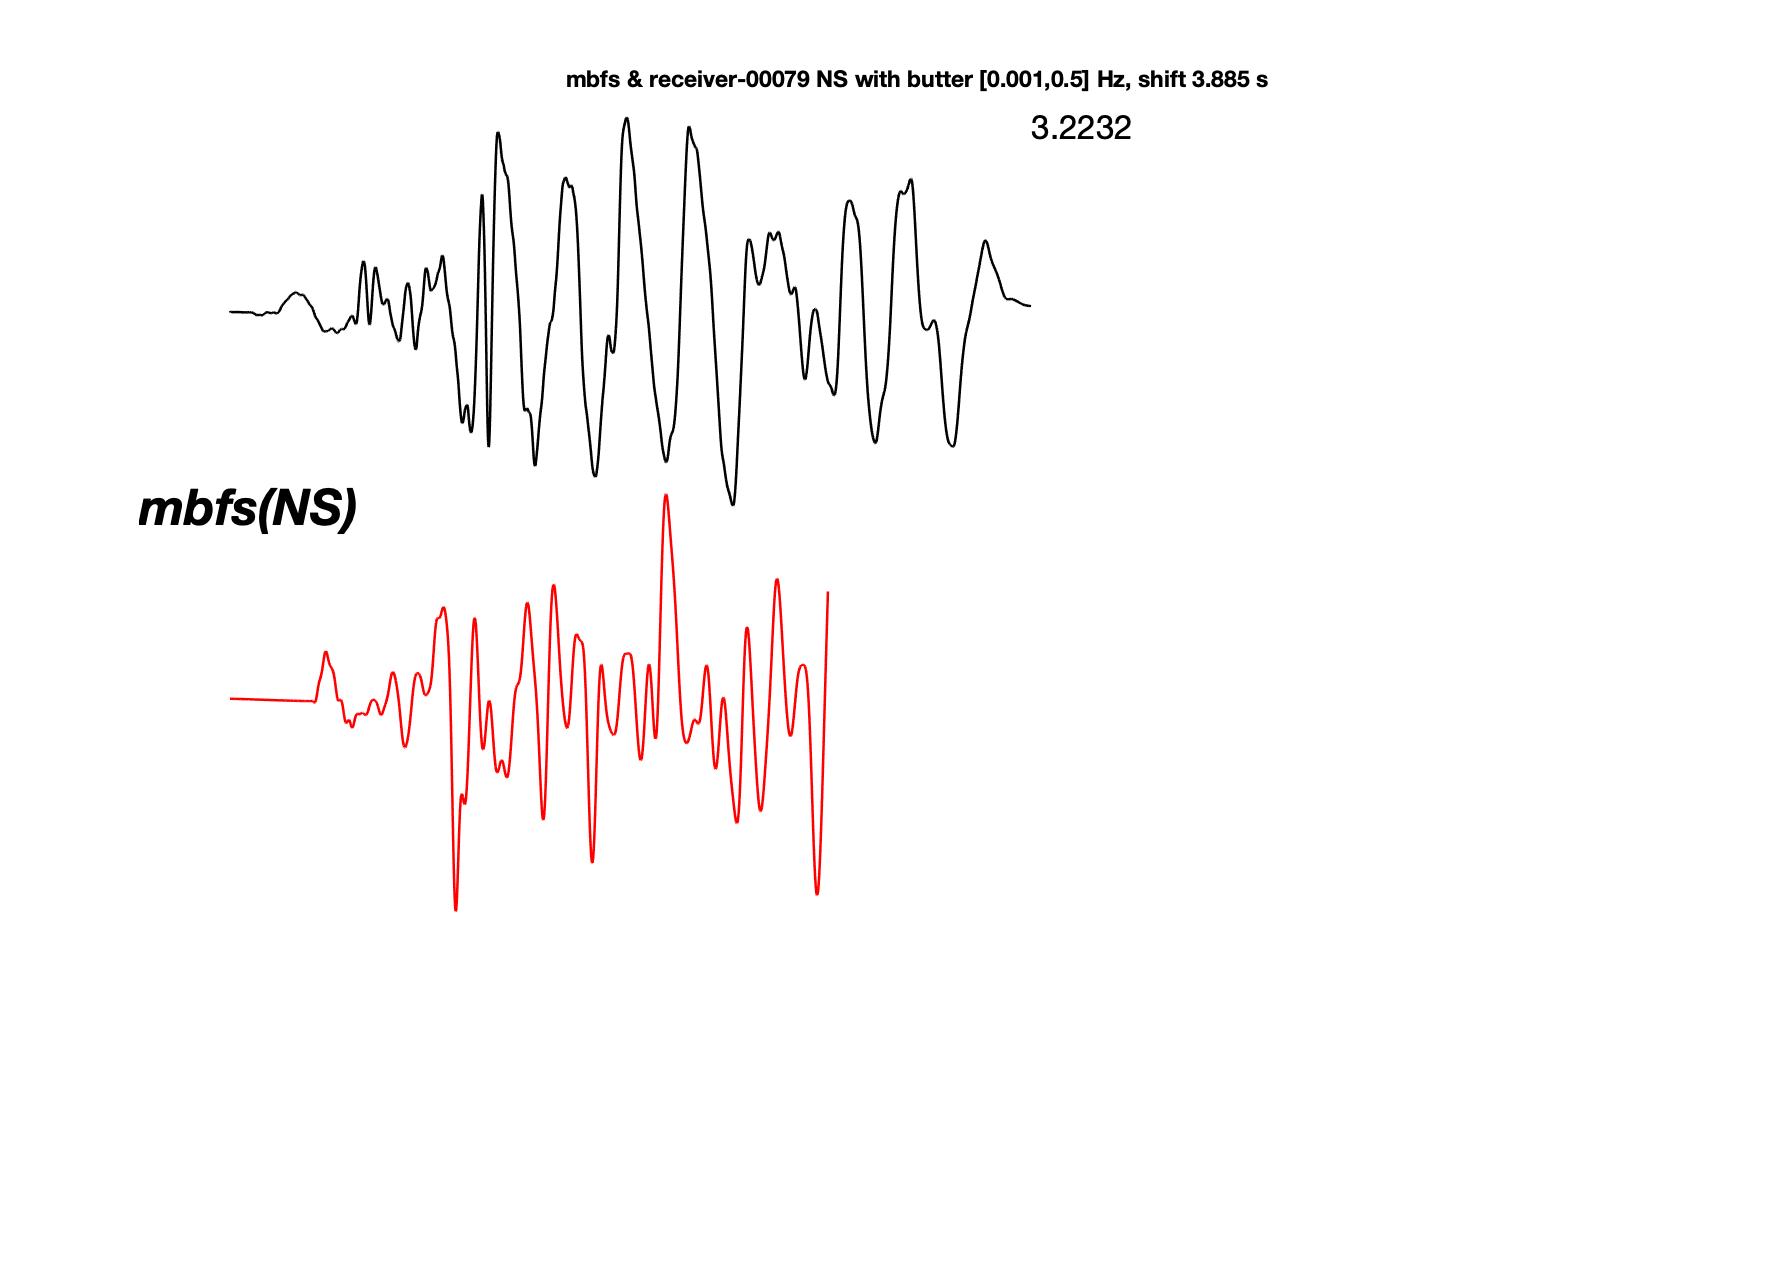 mbfs & receiver-00079 NS with butter [0.001,0.5] Hz, shift 3.885 s
3.2232
mbfs(NS)